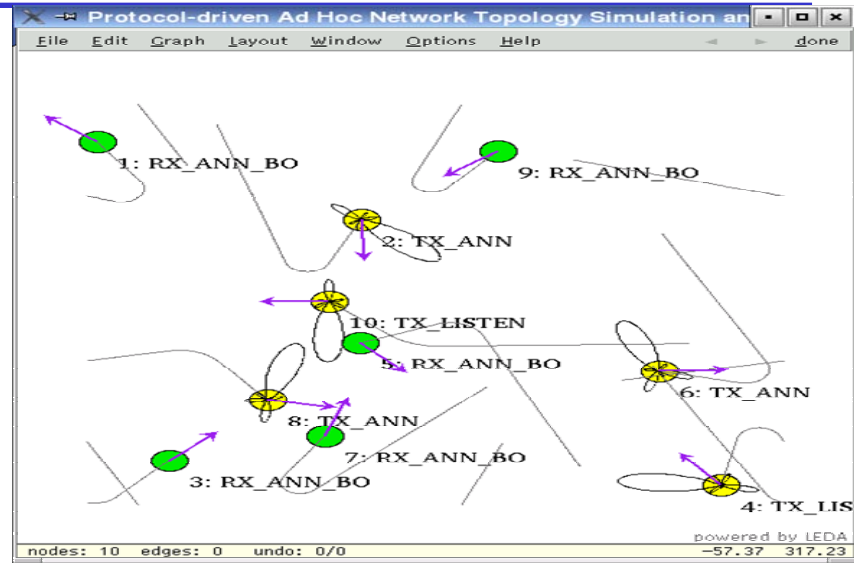 Protocol-driven Ad Hoc Network Topology Simulation an
File Edit Graph Layout Window Options Help done
1: RX_ANN_BO
9: RX_ANN_BO
2: TX_ANN
10: TX_LISTEN
5: RX_ANN_BO
6: TX_ANN
8: TX_ANN
7: RX_ANN_BO
3: RX_ANN_BO
4: TX_LIS
powered by LEDA
nodes: 10 edges: 0 undo: 0/0 -57.37 317.23